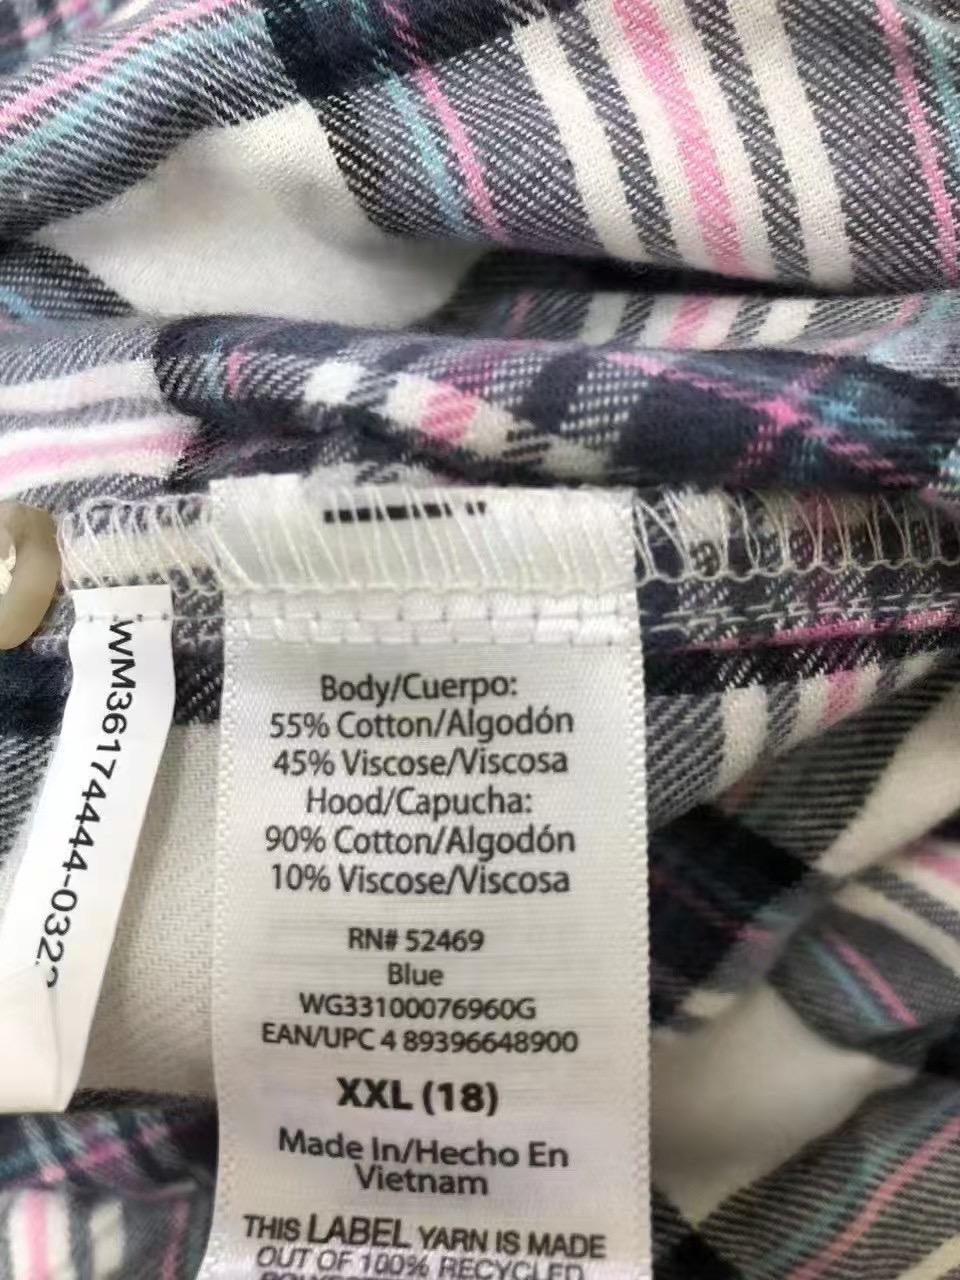 WM36174444-032
Body/Cuerpo:
55% Cotton/Algodón
45% Viscose/Viscosa
Hood/Capucha:
90% Cotton/Algodón
10% Viscose/Viscosa
RN# 52469
Blue
WG33100076960G
EAN/UPC 4 89396648900
XXL (18)
Made In/Hecho En
Vietnam
THIS LABEL YARN IS MADE
OUT OF 100% RECYCLED